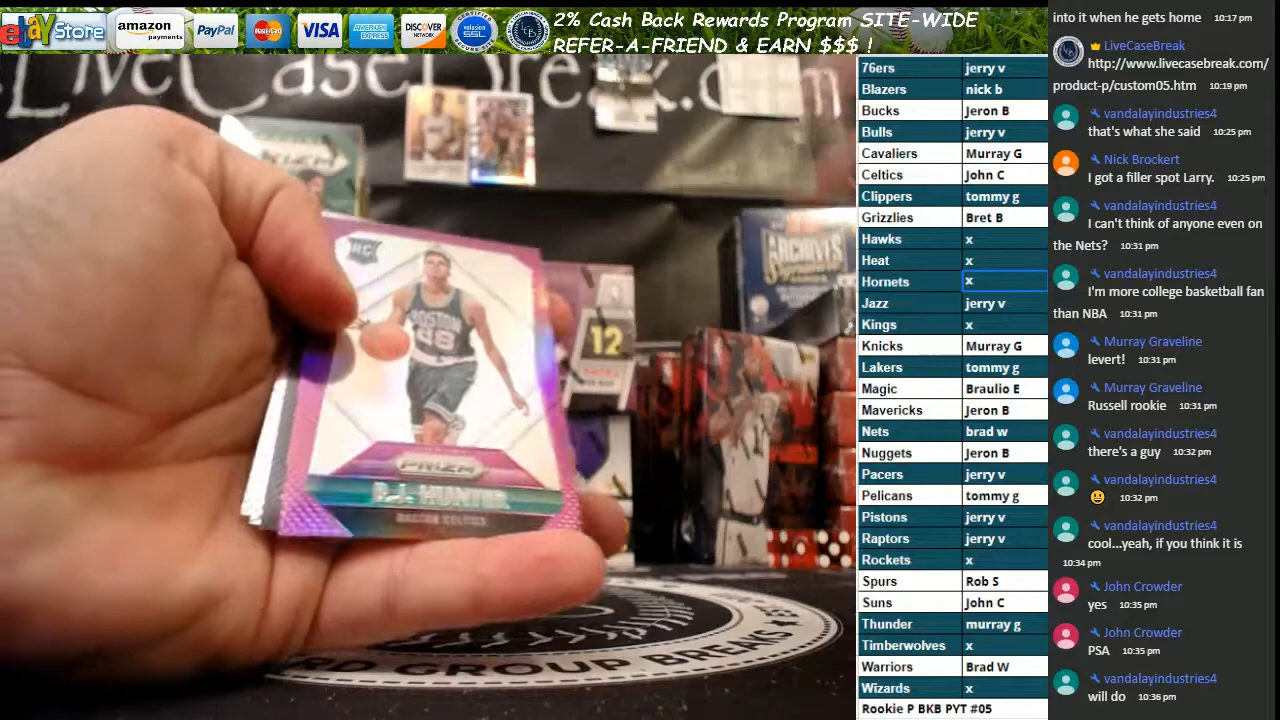 ebay Store
amazon
payments
PayPal
MasterCard
VISA
AMERICAN
EXPRESS
DISCOVER
NETWORK
SSL
2% Cash Back Rewards Program SITE-WIDE
REFER-A-FRIEND & EARN $$$ !
LiveCaseBreak.com
RC
BOSTON
PRIZM
R.J. HUNTER
BOSTON CELTICS
12
ARCHIVES
CARD GROUP BREAKS
76ers jerry v
Blazers nick b
Bucks Jeron B
Bulls jerry v
Cavaliers Murray G
Celtics John C
Clippers tommy g
Grizzlies Bret B
Hawks x
Heat x
Hornets x
Jazz jerry v
Kings x
Knicks Murray G
Lakers tommy g
Magic Braulio E
Mavericks Jeron B
Nets brad w
Nuggets Jeron B
Pacers jerry v
Pelicans tommy g
Pistons jerry v
Raptors jerry v
Rockets x
Spurs Rob S
Suns John C
Thunder murray g
Timberwolves x
Warriors Brad W
Wizards x
Rookie P BKB PYT #05
into it when he gets home 10:17 pm
LiveCaseBreak
http://www.livecasebreak.com/
product-p/custom05.htm 10:19 pm
vandalayindustries4
that's what she said 10:25 pm
Nick Brockert
I got a filler spot Larry. 10:25 pm
vandalayindustries4
I can't think of anyone even on
the Nets? 10:31 pm
vandalayindustries4
I'm more college basketball fan
than NBA 10:31 pm
Murray Graveline
levert! 10:31 pm
Murray Graveline
Russell rookie 10:31 pm
vandalayindustries4
there's a guy 10:32 pm
vandalayindustries4
10:32 pm
vandalayindustries4
cool...yeah, if you think it is
10:34 pm
John Crowder
yes 10:35 pm
John Crowder
PSA 10:35 pm
vandalayindustries4
will do 10:36 pm